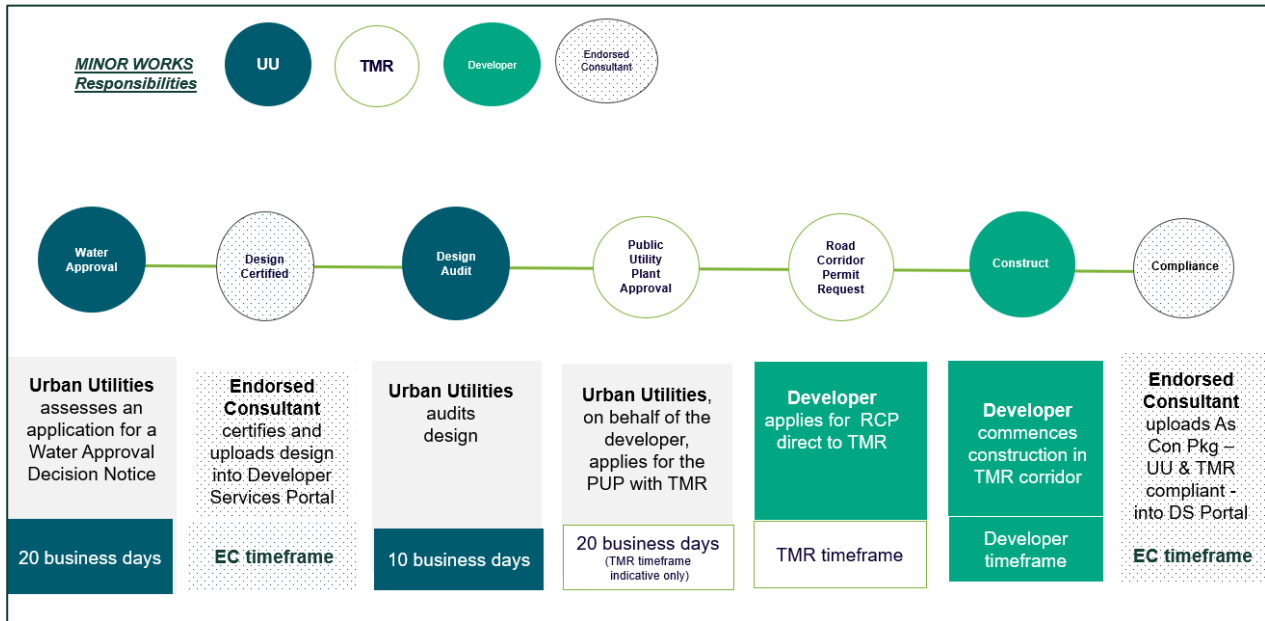 MINOR WORKS
Responsibilities
UU
TMR
Developer
Endorsed
Consultant
Water
Approval
Design
Certified
Design
Audit
Public
Utility
Plant
Approval
Road
Corridor
Permit
Request
Construct
Compliance
Urban Utilities
assesses an
application for a
Water Approval
Decision Notice
20 business days
Endorsed
Consultant
certifies and
uploads design
into Developer
Services Portal
EC timeframe
Urban Utilities
audits
design
10 business days
Urban Utilities,
on behalf of the
developer,
applies for the
PUP with TMR
20 business days
(TMR timeframe
indicative only)
Developer
applies for RCP
direct to TMR
TMR timeframe
Developer
commences
construction in
TMR corridor
Developer
timeframe
Endorsed
Consultant
uploads As
Con Pkg –
UU & TMR
compliant -
into DS Portal
EC timeframe